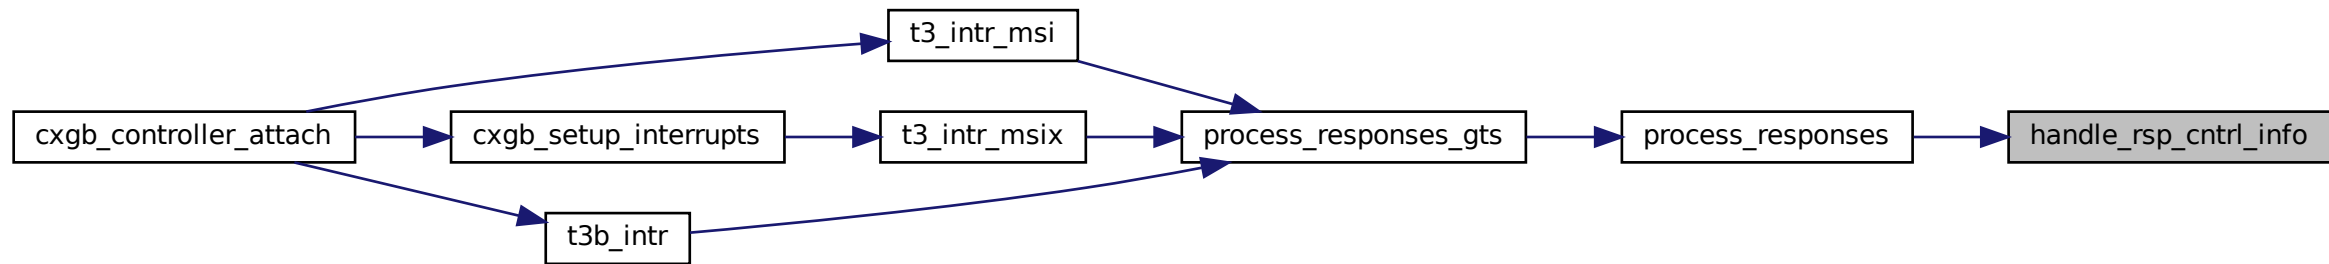 t3_intr_msi
cxgb_controller_attach
cxgb_setup_interrupts
t3_intr_msix
process_responses_gts
process_responses
handle_rsp_cntrl_info
t3b_intr